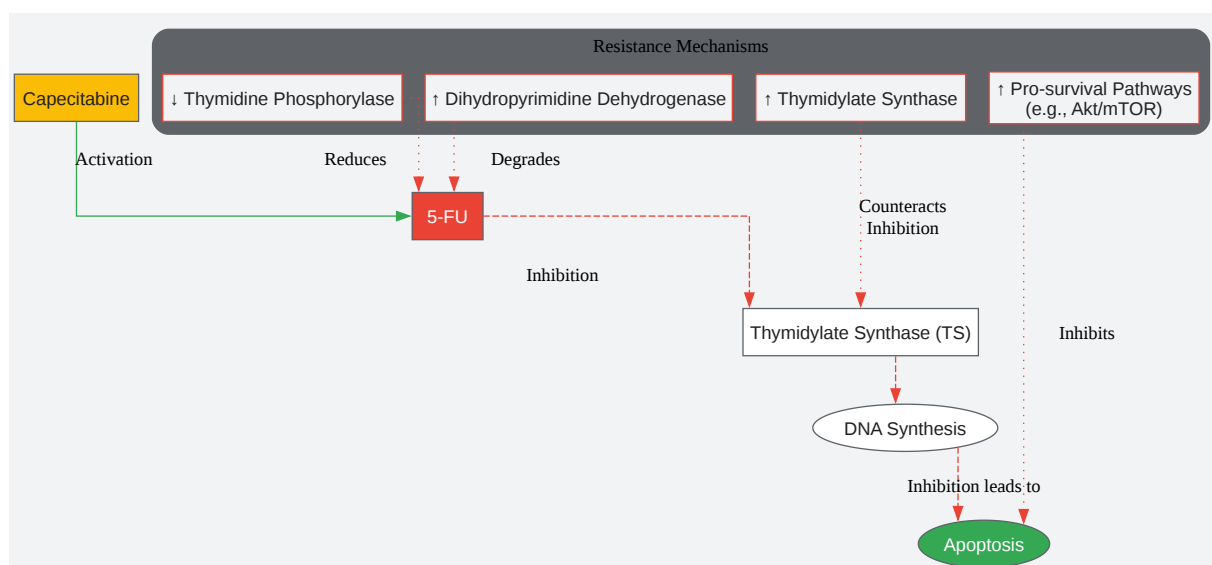 Resistance Mechanisms
Capecitabine
↓ Thymidine Phosphorylase
↑ Dihydropyrimidine Dehydrogenase
↑ Thymidylate Synthase
↑ Pro-survival Pathways
(e.g., Akt/mTOR)
Activation
Reduces
Degrades
5-FU
Counteracts
Inhibition
Inhibition
Thymidylate Synthase (TS)
Inhibits
DNA Synthesis
Inhibition leads to
Apoptosis